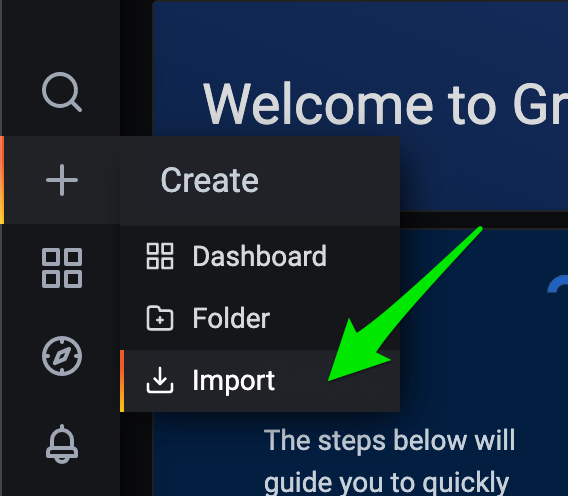 Welcome to Gr
Create
Dashboard
Folder
Import
The steps below will
guide you to quickly